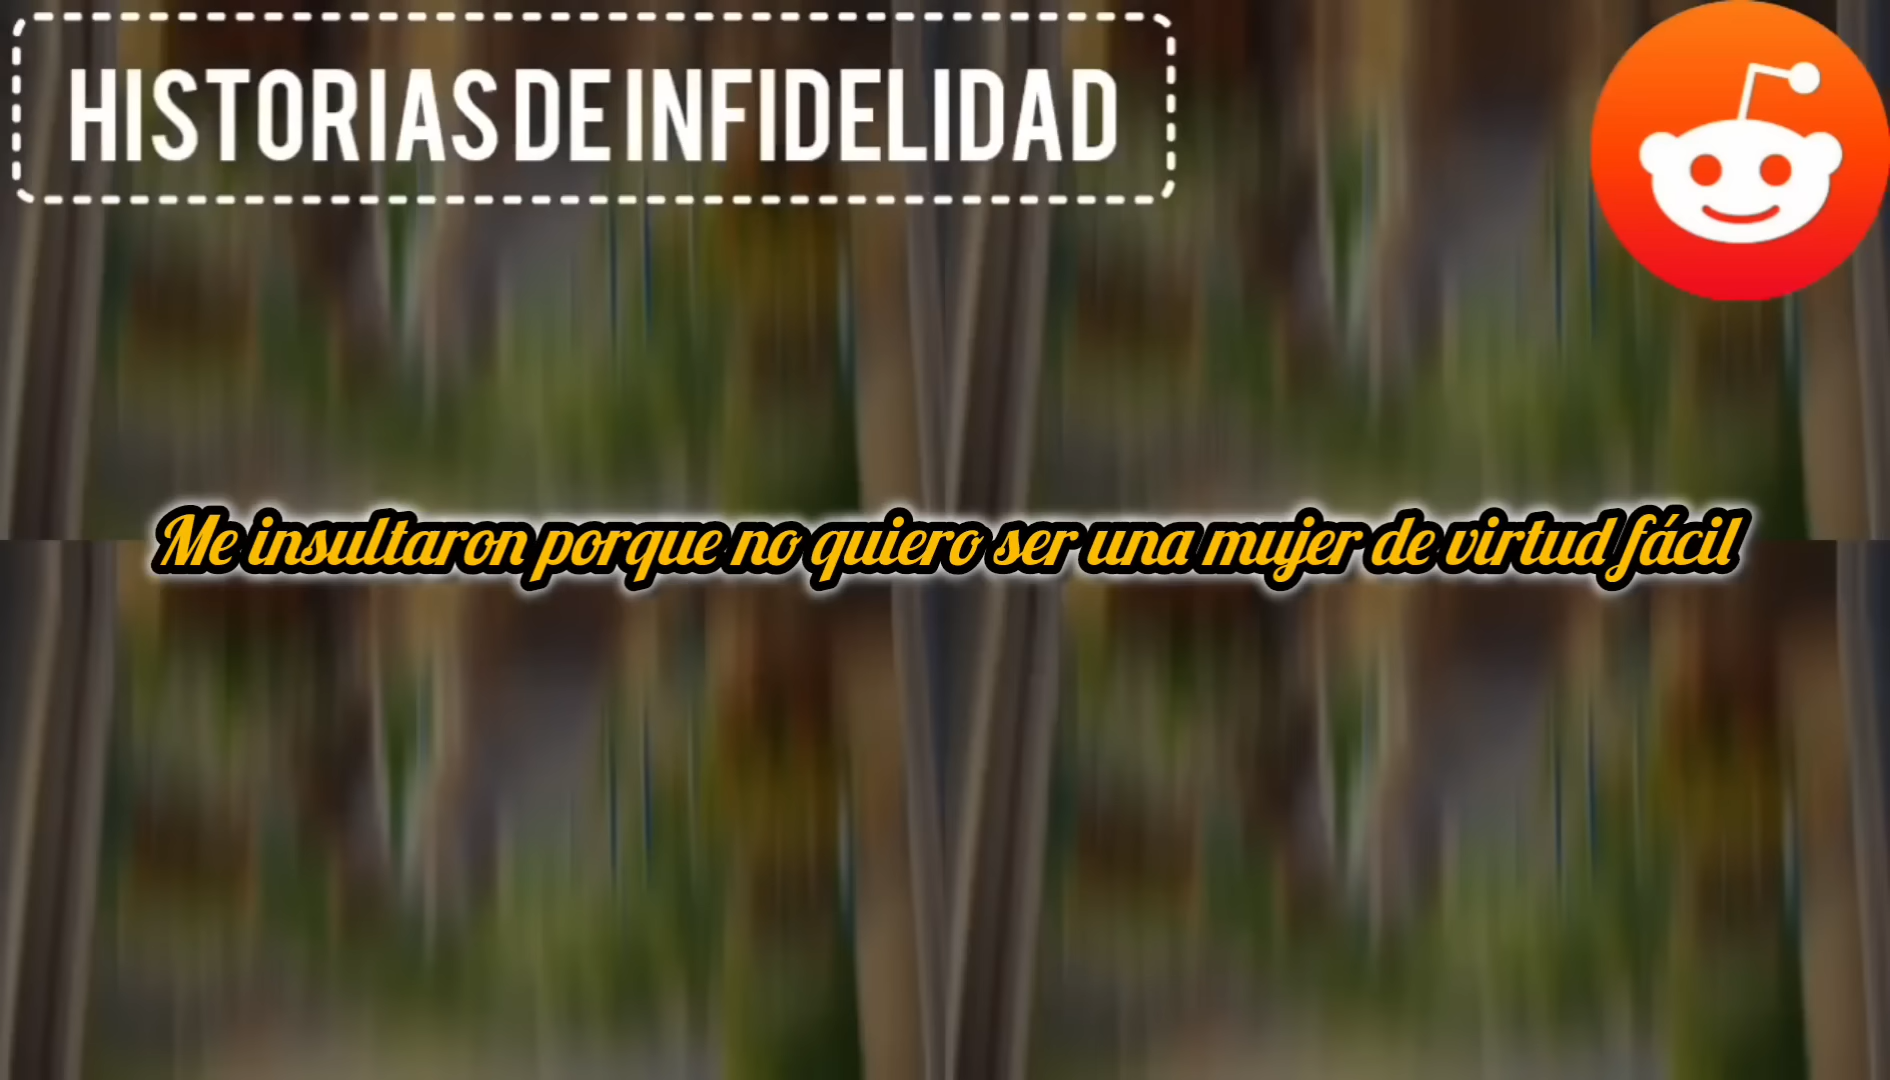 HISTORIAS DE INFIDELIDAD
Me insultaron porque no quiero ser una mujer de virtud fácil